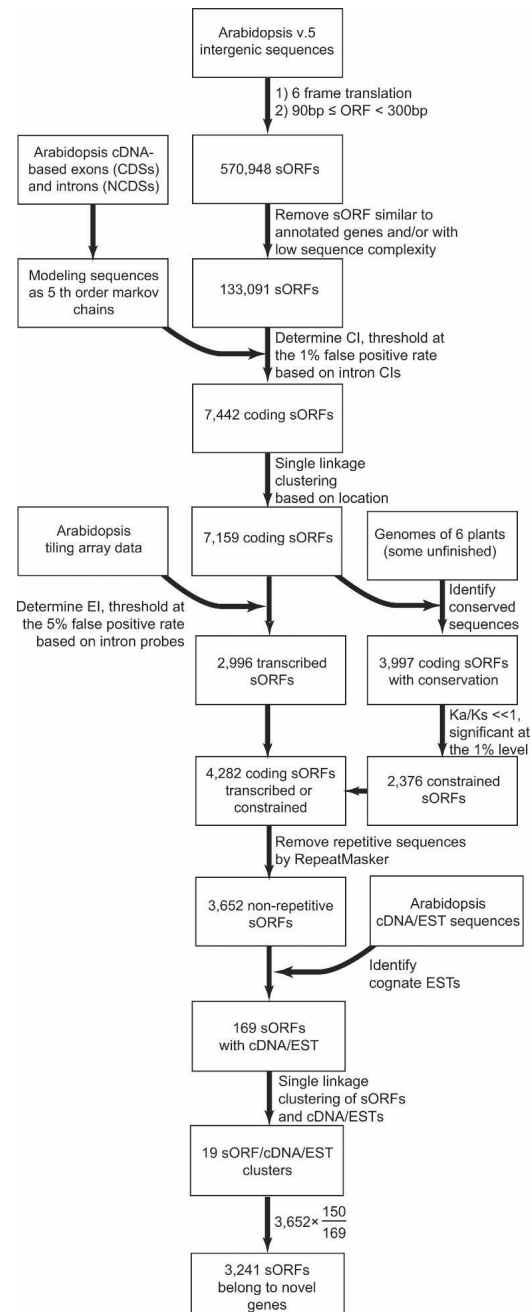 Arabidopsis v.5
intergenic sequences
1) 6 frame translation
2) 90bp ≤ ORF < 300bp
Arabidopsis cDNA-
based exons (CDSs)
and introns (NCDSs)
570,948 sORFs
Remove sORF similar to
annotated genes and/or with
low sequence complexity
Modeling sequences
as 5 th order markov
chains
133,091 sORFs
Determine CI, threshold at
the 1% false positive rate
based on intron CIs
7,442 coding sORFs
Single linkage
clustering
based on location
Arabidopsis
tiling array data
7,159 coding sORFs
Genomes of 6 plants
(some unfinished)
Determine EI, threshold at
the 5% false positive rate
based on intron probes
Identify
conserved
sequences
2,996 transcribed
sORFs
3,997 coding sORFs
with conservation
Ka/Ks <<1,
significant at
the 1% level
4,282 coding sORFs
transcribed or
constrained
2,376 constrained
sORFs
Remove repetitive sequences
by RepeatMasker
3,652 non-repetitive
sORFs
Arabidopsis
cDNA/EST sequences
Identify
cognate ESTs
169 sORFs
with cDNA/EST
Single linkage
clustering of sORFs
and cDNA/ESTs
19 sORF/cDNA/EST
clusters
3,652× 150
169
3,241 sORFs
belong to novel
genes